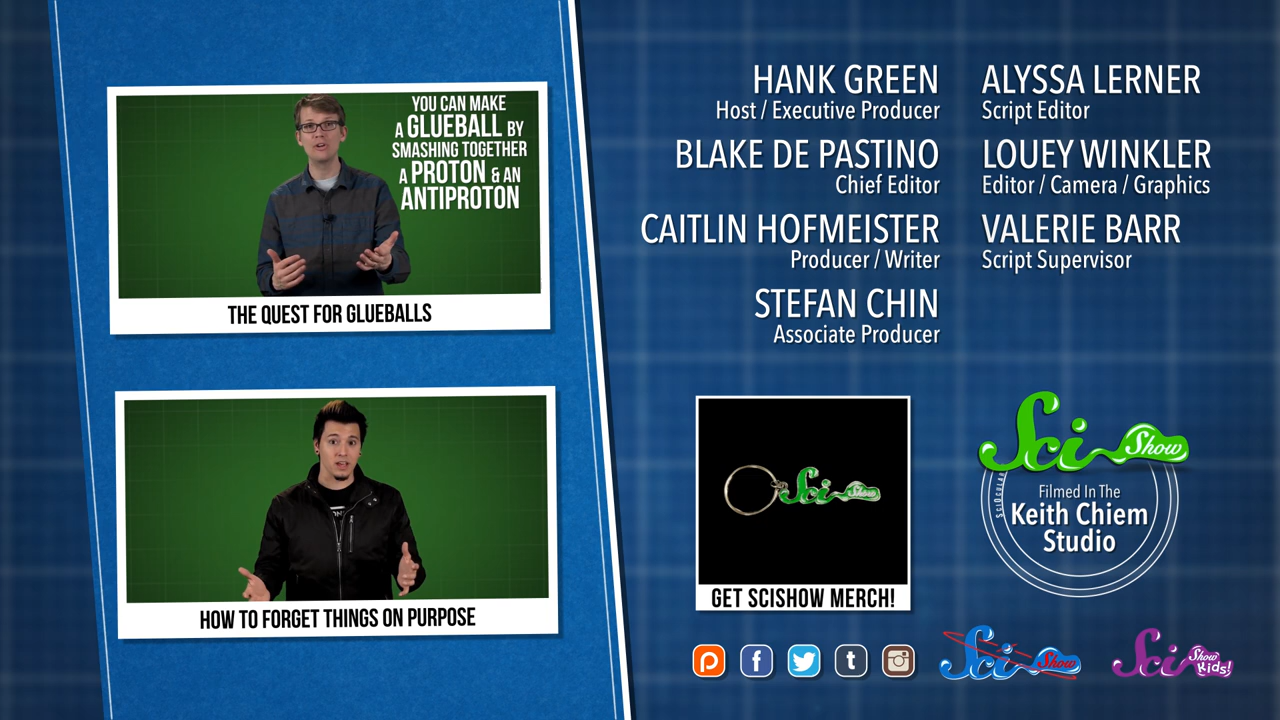 YOU CAN MAKE
A GLUEBALL BY
SMASHING TOGETHER
A PROTON & AN
ANTIPROTON
THE QUEST FOR GLUEBALLS
HOW TO FORGET THINGS ON PURPOSE
HANK GREEN
Host / Executive Producer
BLAKE DE PASTINO
Chief Editor
CAITLIN HOFMEISTER
Producer / Writer
STEFAN CHIN
Associate Producer
ALYSSA LERNER
Script Editor
LOUEY WINKLER
Editor / Camera / Graphics
VALERIE BARR
Script Supervisor
Sci Show
GET SCISHOW MERCH!
Sci Show
SCIOCULAR
Filmed In The
Keith Chiem
Studio
Sci Show
Sci Show Kids!